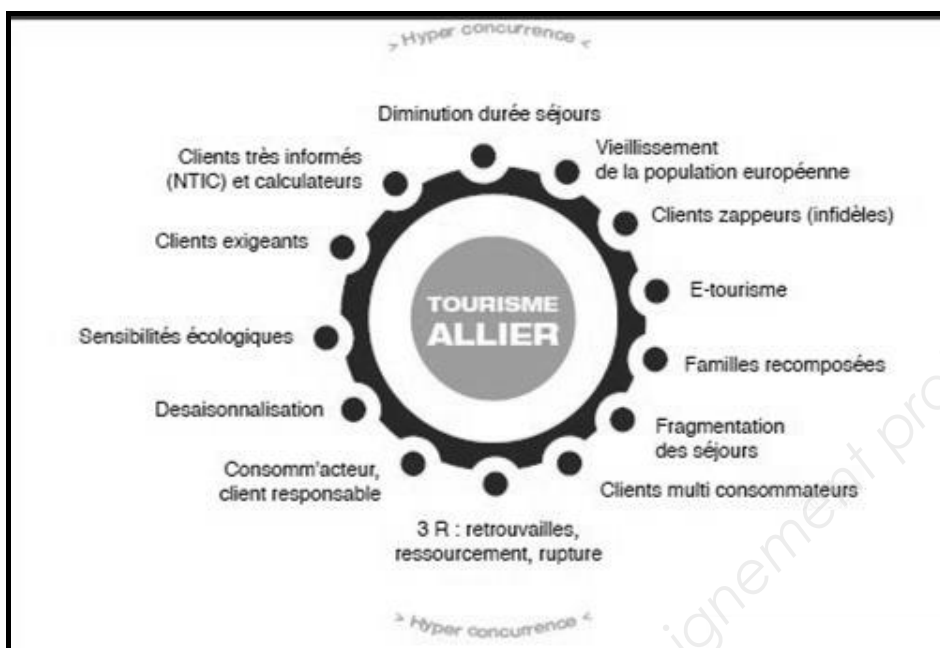 > Hyper concurrence <
Diminution durée séjours
Vieillissement
de la population européenne
Clients très informés
(NTIC) et calculateurs
Clients zappeurs (infidèles)
Clients exigeants
E-tourisme
TOURISME
ALLIER
Sensibilités écologiques
Familles recomposées
Desaisonnalisation
Fragmentation
des séjours
Consomm'acteur,
client responsable
Clients multi consommateurs
3 R : retrouvailles,
ressourcement, rupture
> Hyper concurrence <